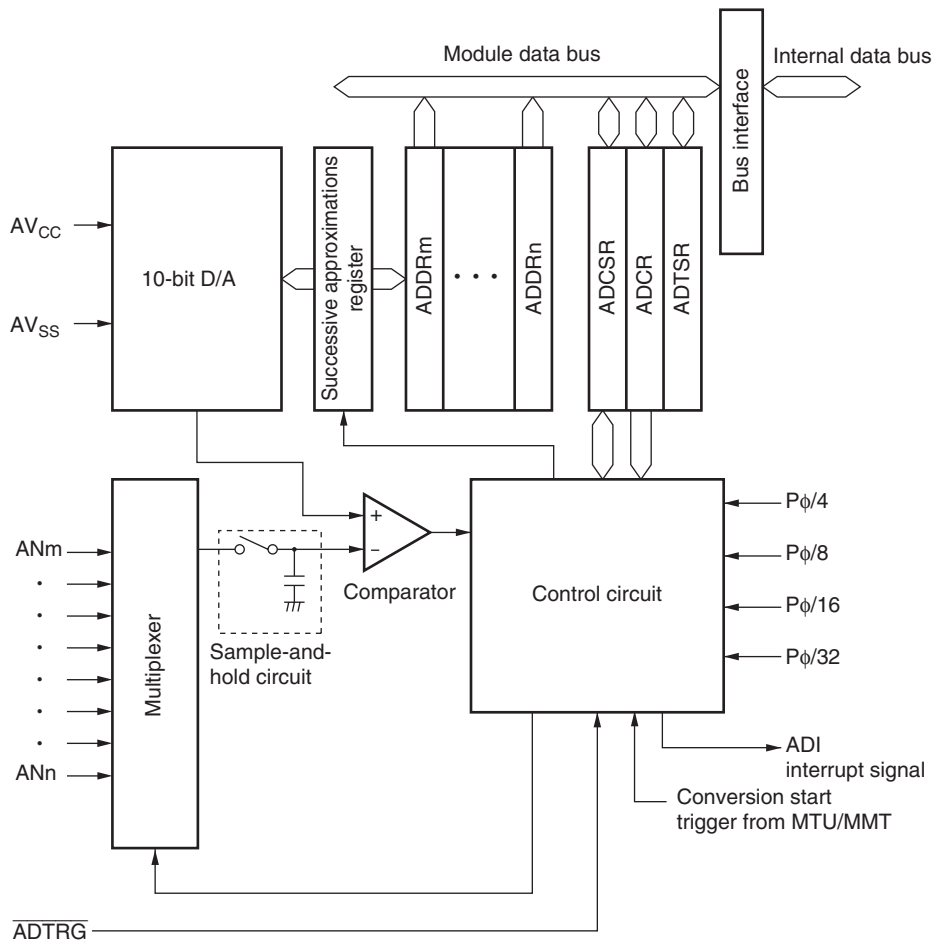 Module data bus
Internal data bus
Bus interface
AVCC
AVSS
10-bit D/A
Successive approximations
register
ADDRm
• • •
ADDRn
ADCSR
ADCR
ADTSR
ANm
•
•
•
•
•
•
ANn
Multiplexer
Sample-and-
hold circuit
+
−
Comparator
Control circuit
Pϕ/4
Pϕ/8
Pϕ/16
Pϕ/32
ADI
interrupt signal
Conversion start
trigger from MTU/MMT
ADTRG